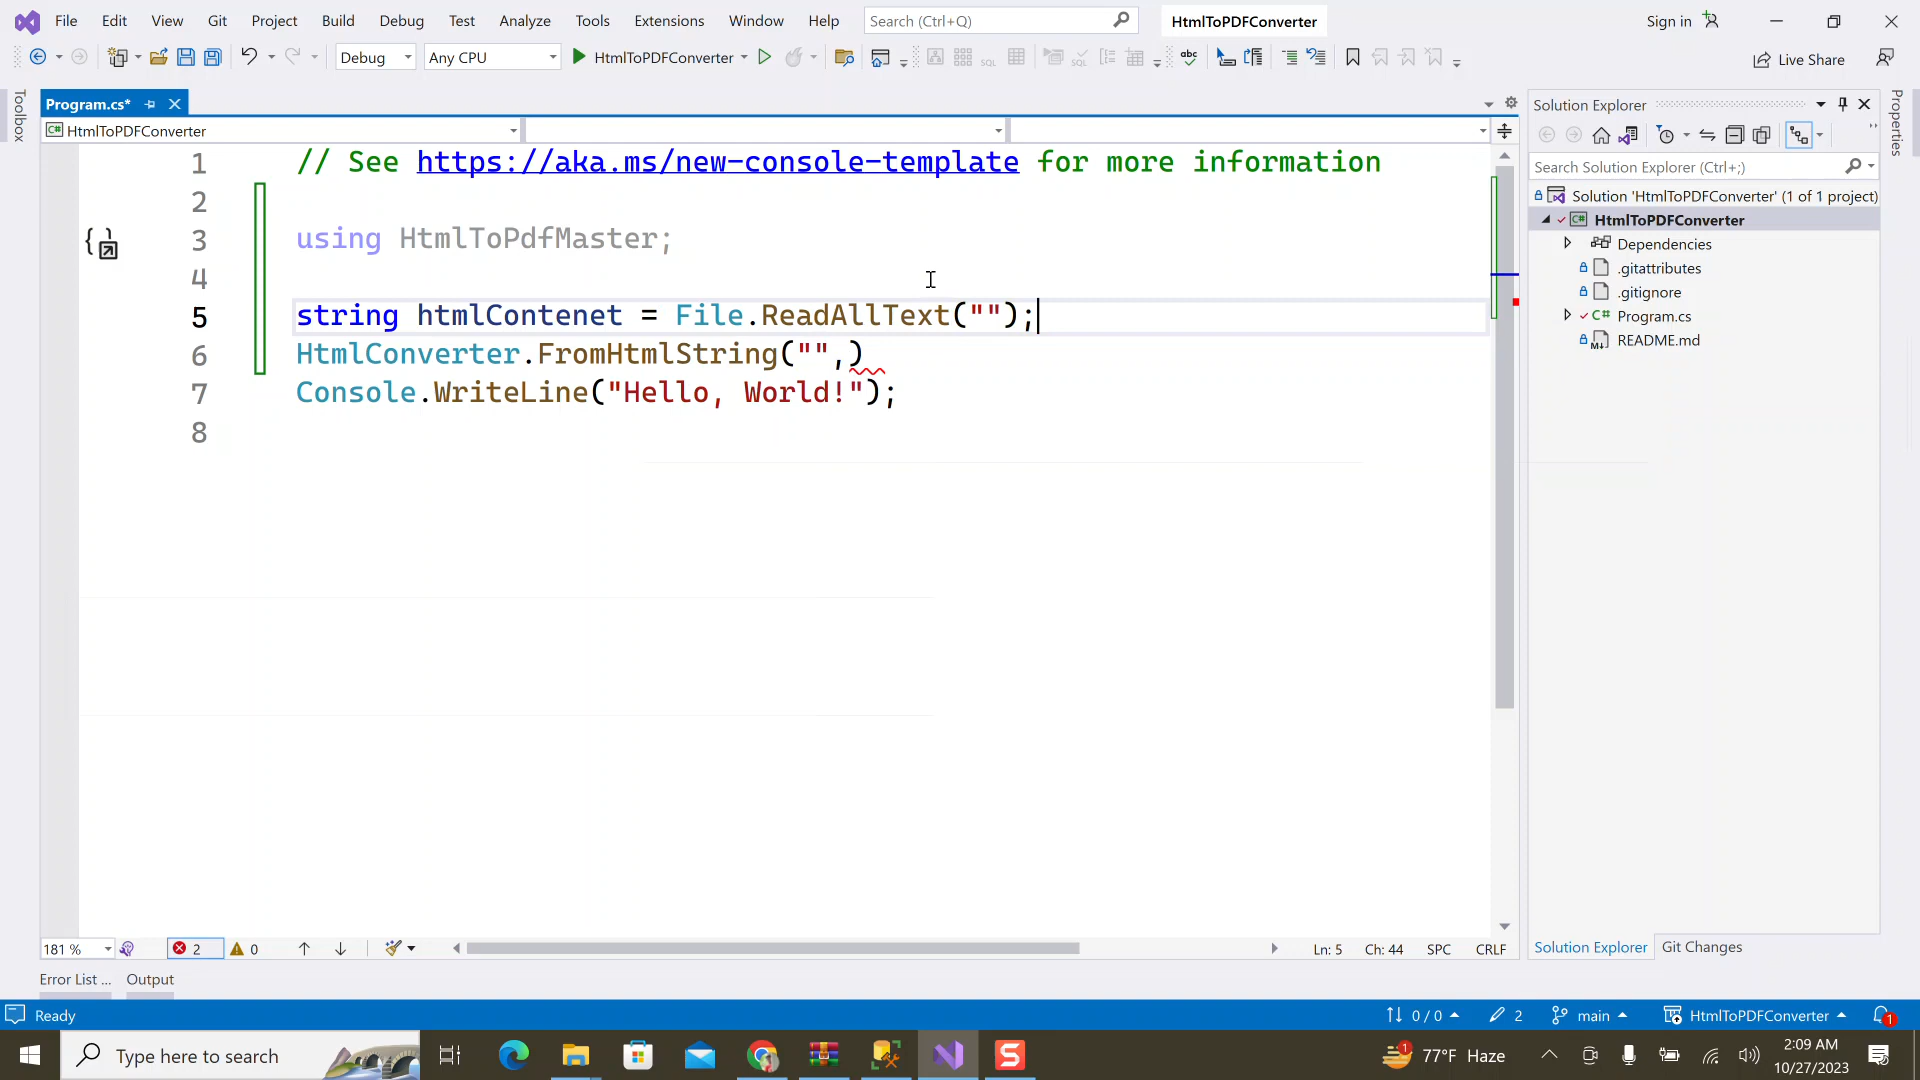 File Edit View Git Project Build Debug Test Analyze Tools Extensions Window Help Search (Ctrl+Q) HtmlToPDFConverter Sign in
Debug Any CPU HtmlToPDFConverter Live Share
Toolbox
Program.cs*
HtmlToPDFConverter
1 // See https://aka.ms/new-console-template for more information
2
3 using HtmlToPdfMaster;
4
5 string htmlContenet = File.ReadAllText("");
6 HtmlConverter.FromHtmlString("",)
7 Console.WriteLine("Hello, World!");
8
181 % 2 0 Ln: 5 Ch: 44 SPC CRLF
Solution Explorer
Search Solution Explorer (Ctrl+;)
Solution 'HtmlToPDFConverter' (1 of 1 project)
HtmlToPDFConverter
Dependencies
.gitattributes
.gitignore
Program.cs
README.md
Solution Explorer Git Changes
Properties
Error List ... Output
Ready 0 / 0 2 main HtmlToPDFConverter 1
Type here to search 1 77°F Haze 2:09 AM
10/27/2023